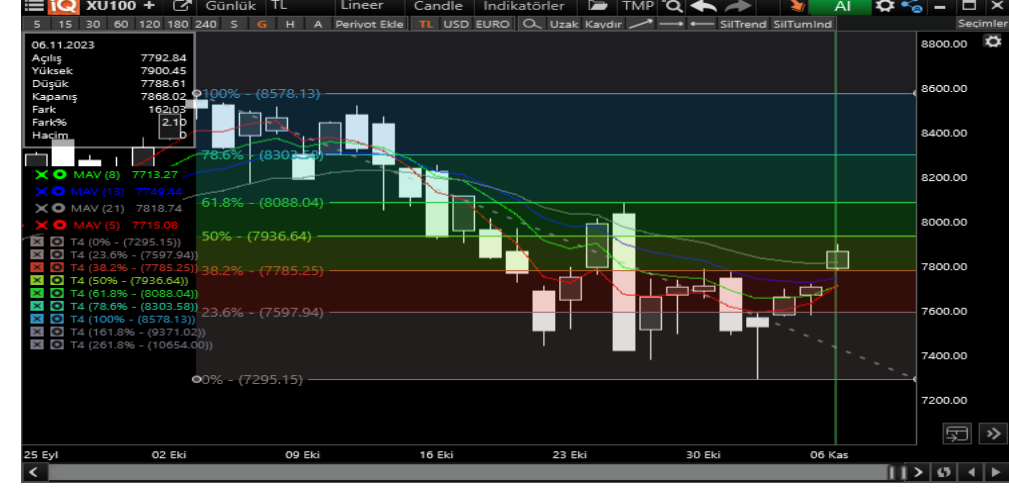 iQ XU100 + Günlük TL Lineer Candle Indikatörler TMP AI
5 15 30 60 120 180 240 S G H A Periyot Ekle TL USD EURO Uzak Kaydır SilTrend SilTumInd Seçimler
06.11.2023
Açılış 7792.84
Yüksek 7900.45
Düşük 7788.61
Kapanış 7868.02
Fark 162.03
Fark% 2.10
Hacim 0
MAV (8) 7713.27
MAV (13) 7749.44
MAV (21) 7818.74
MAV (5) 7715.08
T4 (0% - (7295.15))
T4 (23.6% - (7597.94))
T4 (38.2% - (7785.25))
T4 (50% - (7936.64))
T4 (61.8% - (8088.04))
T4 (78.6% - (8303.58))
T4 (100% - (8578.13))
T4 (161.8% - (9371.02))
T4 (261.8% - (10654.00))
100% - (8578.13)
78.6% - (8303.58)
61.8% - (8088.04)
50% - (7936.64)
38.2% - (7785.25)
23.6% - (7597.94)
0% - (7295.15)
8800.00
8600.00
8400.00
8200.00
8000.00
7800.00
7600.00
7400.00
7200.00
25 Eyl 02 Eki 09 Eki 16 Eki 23 Eki 30 Eki 06 Kas